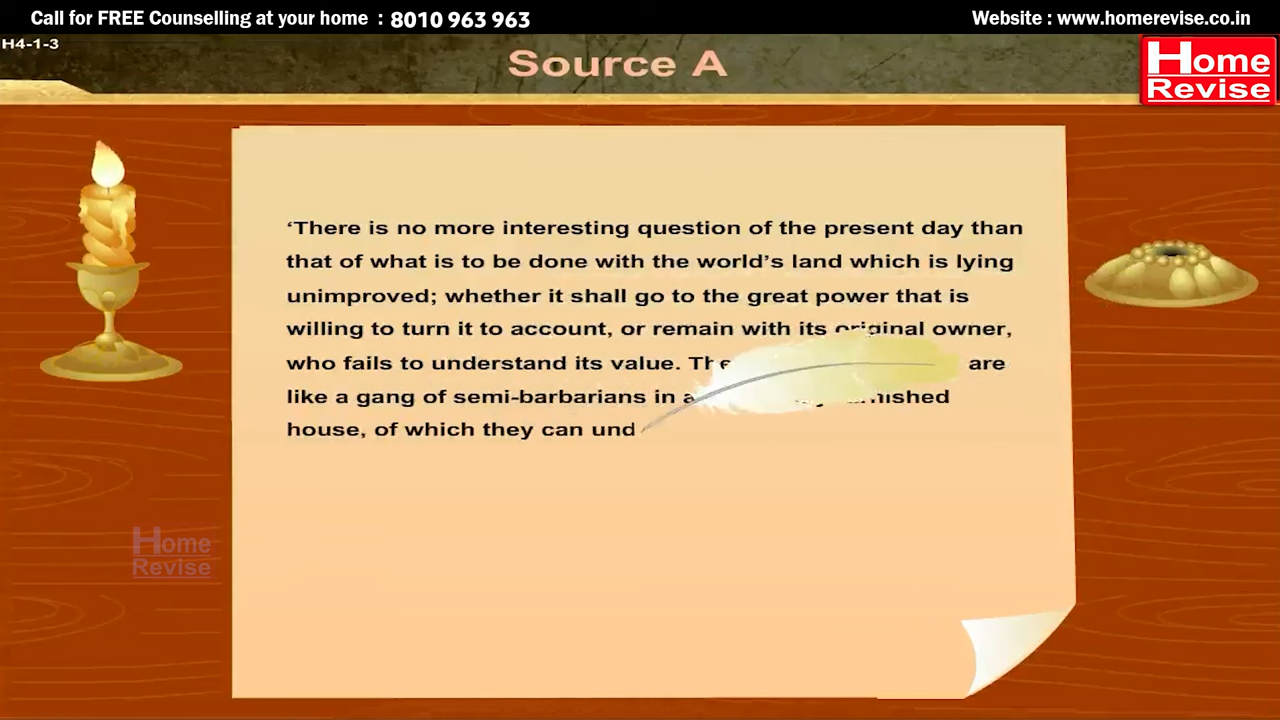 Call for FREE Counselling at your home : 8010 963 963
Website : www.homerevise.co.in
H4-1-3
Source A
Home
Revise
‘There is no more interesting question of the present day than
that of what is to be done with the world’s land which is lying
unimproved; whether it shall go to the great power that is
willing to turn it to account, or remain with its original owner,
who fails to understand its value. The are
like a gang of semi-barbarians in a
house, of which they can und
Home
Revise